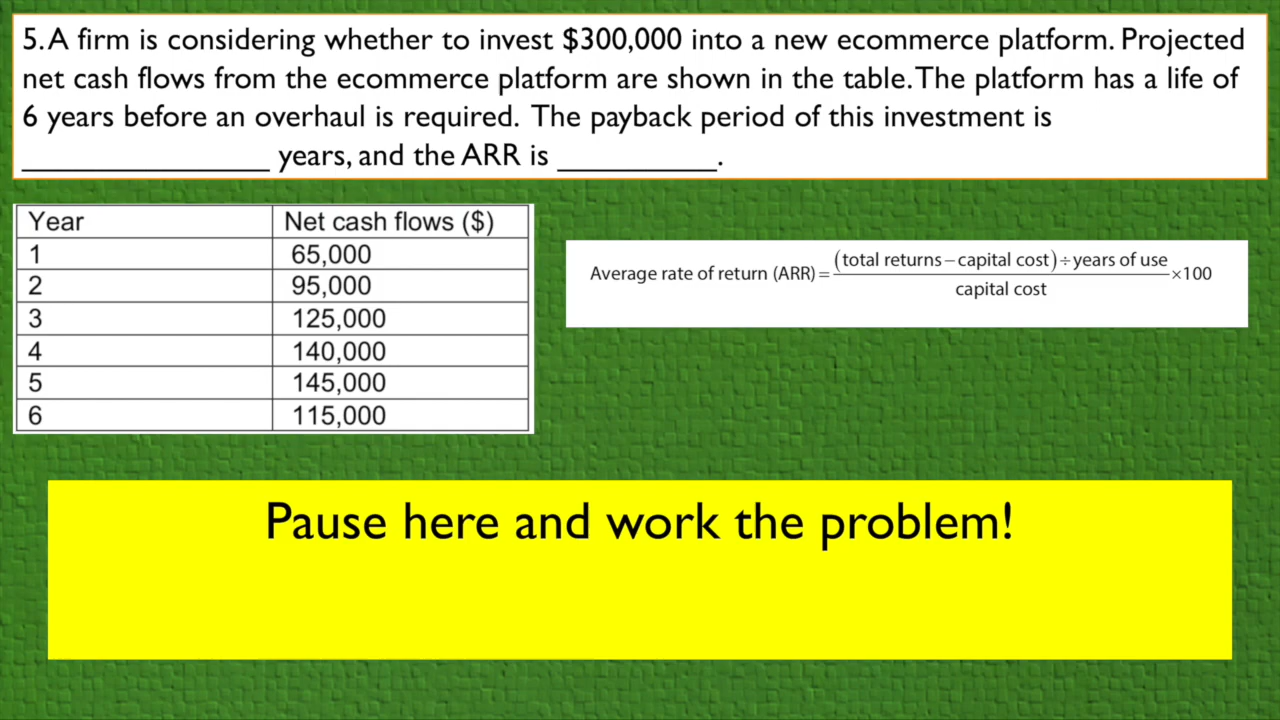 5. A firm is considering whether to invest $300,000 into a new ecommerce platform. Projected
net cash flows from the ecommerce platform are shown in the table. The platform has a life of
6 years before an overhaul is required.  The payback period of this investment is
________________ years, and the ARR is __________.
Year Net cash flows ($)
1 65,000
2 95,000
3 125,000
4 140,000
5 145,000
6 115,000
Average rate of return (ARR) = (total returns – capital cost) ÷ years of use
capital cost
×100
Pause here and work the problem!